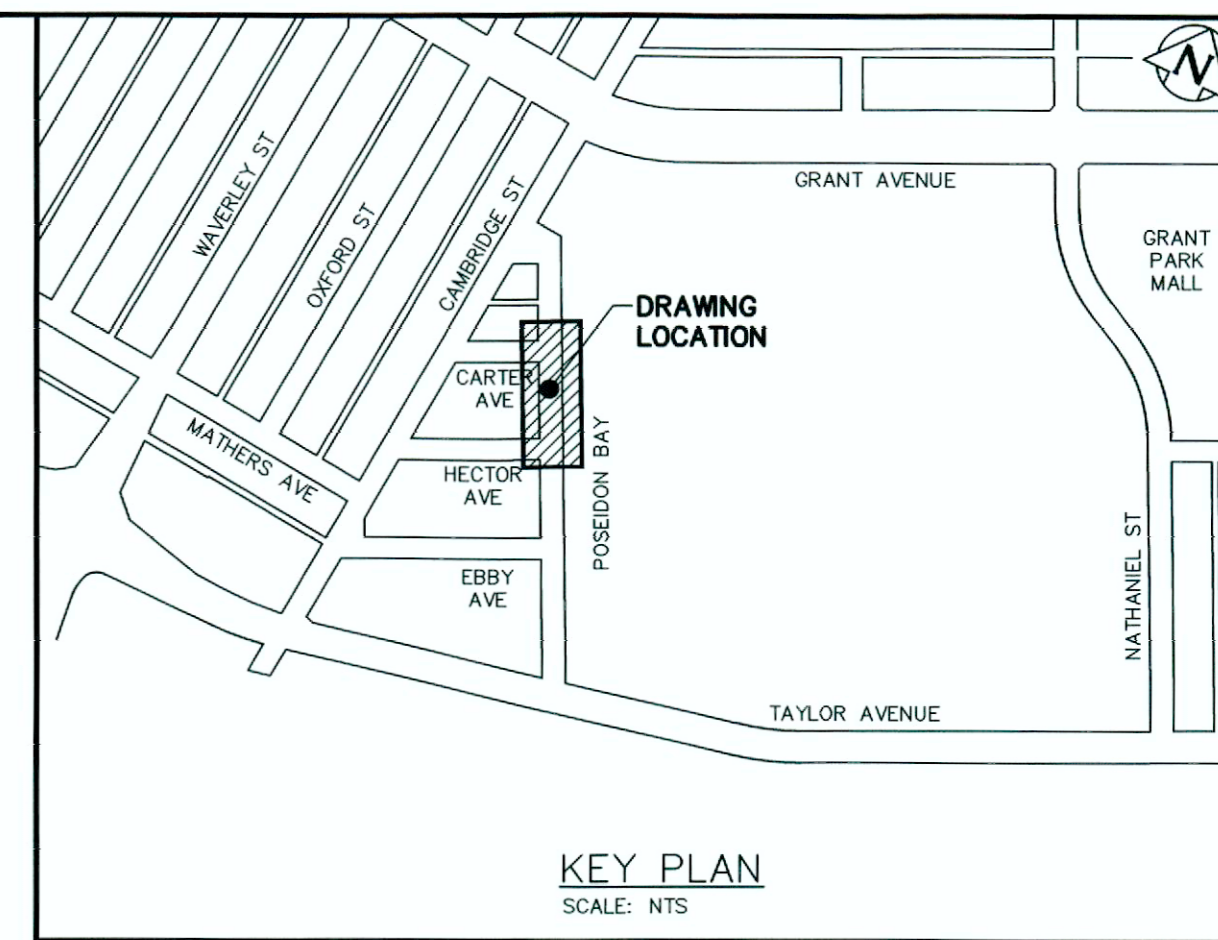 N
GRANT AVENUE
WAVERLEY ST
OXFORD ST
CAMBRIDGE ST
GRANT
PARK
MALL
DRAWING
LOCATION
CARTER
AVE
MATHERS AVE
HECTOR
AVE
POSEIDON BAY
EBBY
AVE
NATHANIEL ST
TAYLOR AVENUE
KEY PLAN
SCALE: NTS